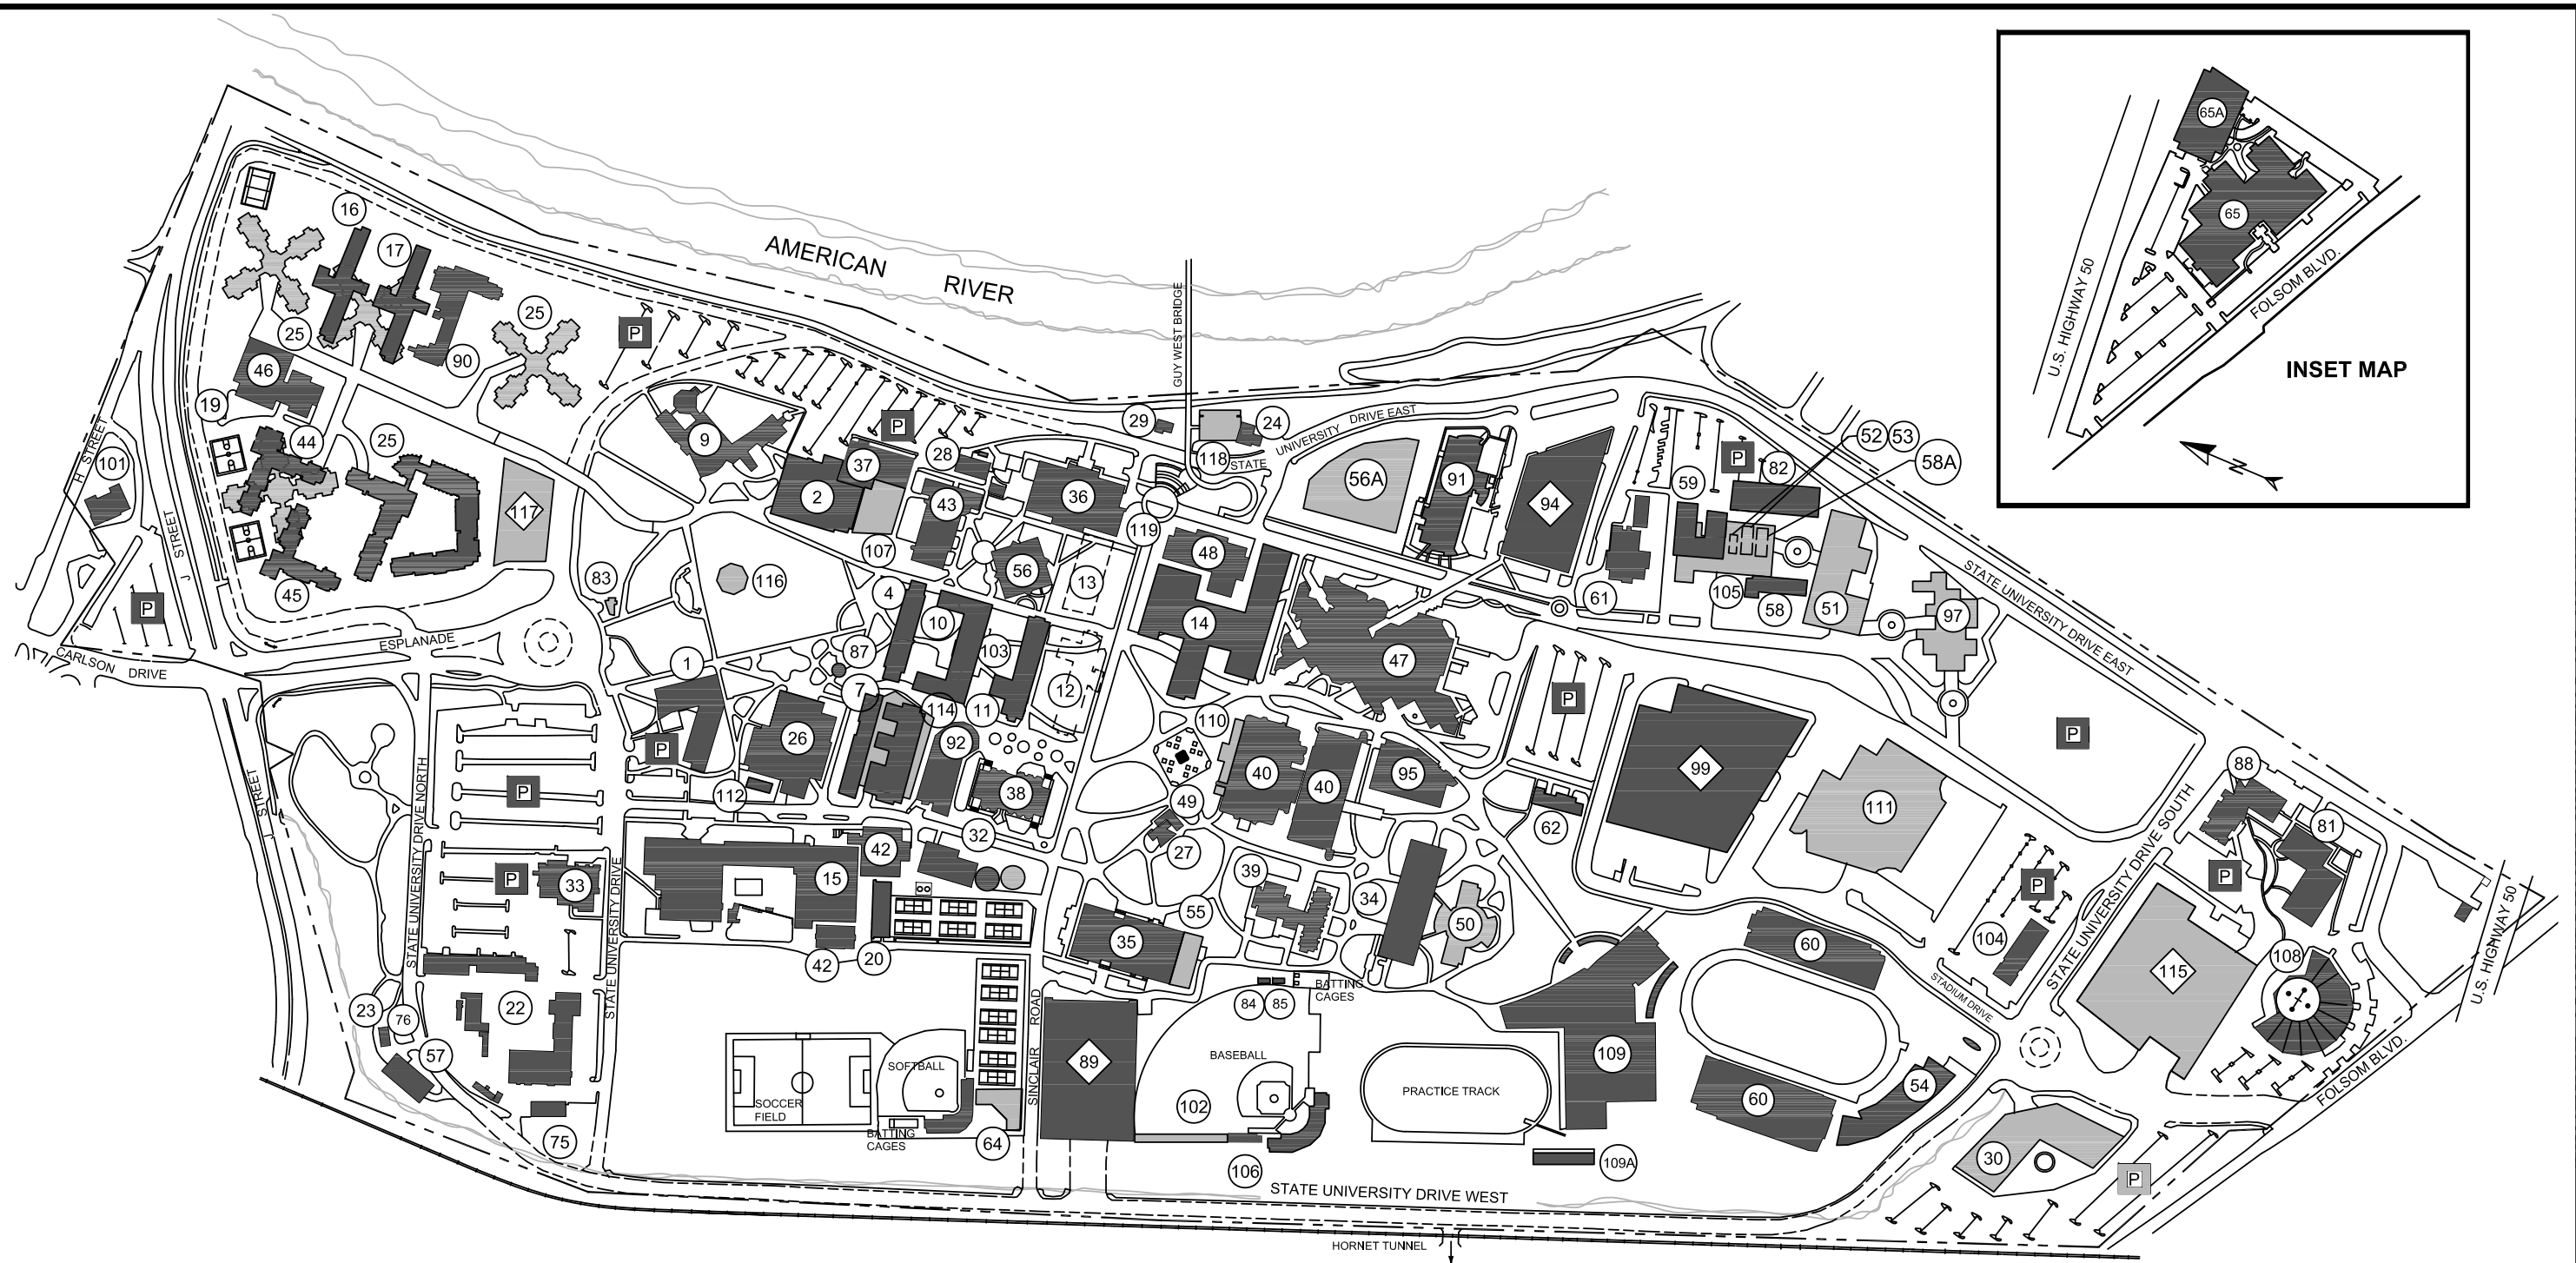 AMERICAN
RIVER
GUY WEST BRIDGE
65A
65
U.S. HIGHWAY 50
FOLSOM BLVD.
N
INSET MAP
16
17
25
25
90
46
19
44
25
P
9
P
37
2
28
43
36
29
24
118
STATE
UNIVERSITY
DRIVE EAST
56A
91
94
59
P
82
52
53
58A
H STREET
101
STREET
J
117
45
83
116
107
56
13
119
48
14
61
105
58
51
97
STATE UNIVERSITY DRIVE EAST
P
ESPLANADE
CARLSON
DRIVE
4
10
87
103
1
7
114
11
12
47
110
P
P
26
92
112
38
40
40
95
99
P
111
62
88
81
STATE UNIVERSITY DRIVE NORTH
P
J
STREET
49
27
32
42
15
P
33
STATE UNIVERSITY DRIVE
39
34
50
55
35
20
42
60
104
P
STATE UNIVERSITY DRIVE SOUTH
P
115
108
STADIUM DRIVE
U.S. HIGHWAY 50
23
76
22
57
75
SINCLAIR
ROAD
89
84
85
BATTING
CAGES
BASEBALL
SOFTBALL
SOCCER
FIELD
BATTING
CAGES
64
102
106
PRACTICE TRACK
109
109A
60
54
30
P
FOLSOM BLVD.
STATE UNIVERSITY DRIVE WEST
HORNET TUNNEL